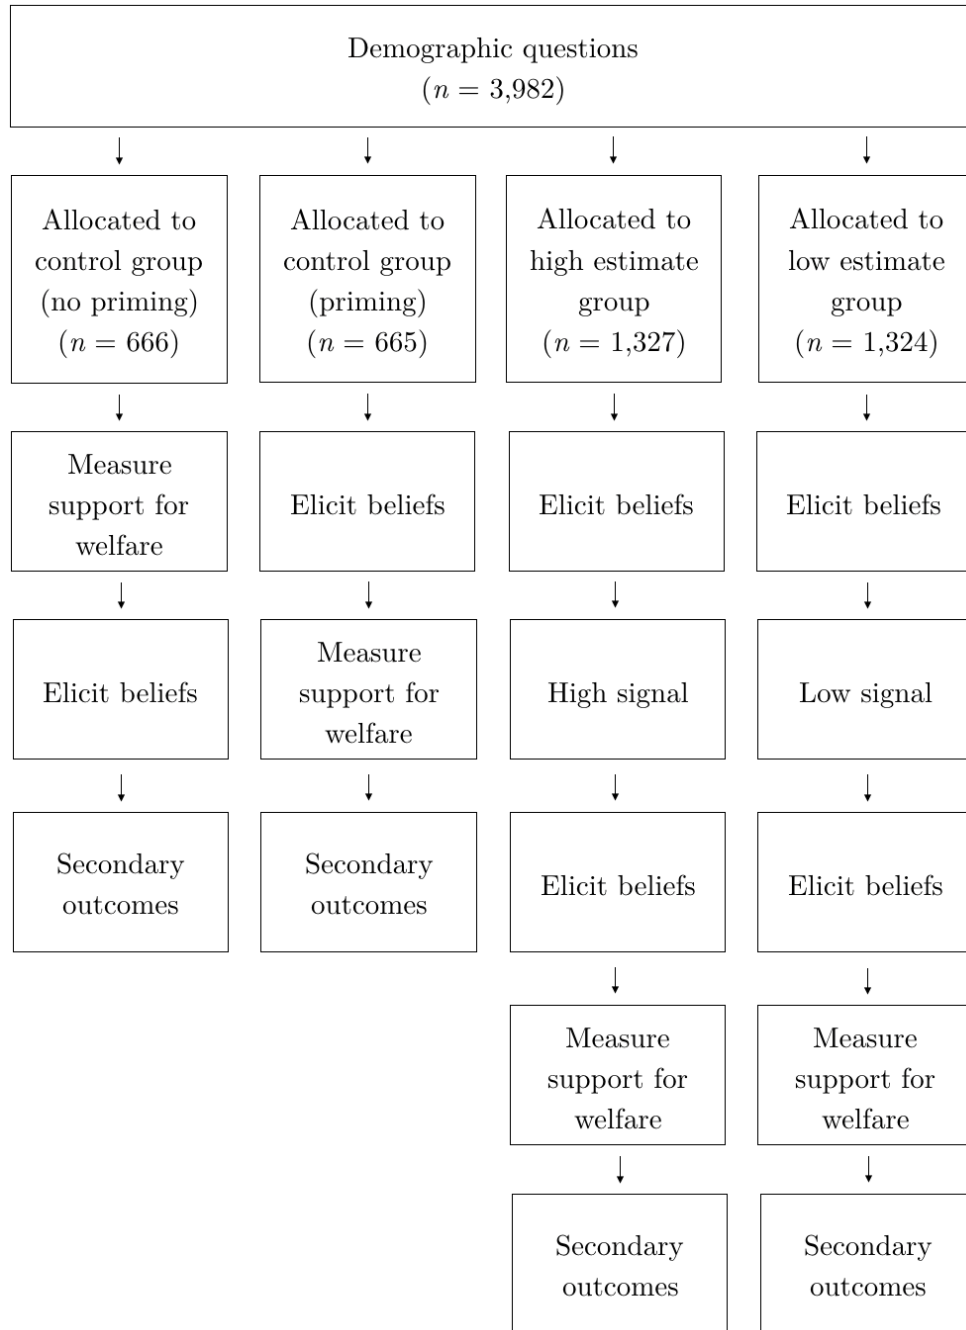 Demographic questions
(n = 3,982)
Allocated to
control group
(no priming)
(n = 666)
Allocated to
control group
(priming)
(n = 665)
Allocated to
high estimate
group
(n = 1,327)
Allocated to
low estimate
group
(n = 1,324)
Measure
support for
welfare
Elicit beliefs
Elicit beliefs
Elicit beliefs
Elicit beliefs
Measure
support for
welfare
High signal
Low signal
Secondary
outcomes
Secondary
outcomes
Elicit beliefs
Elicit beliefs
Measure
support for
welfare
Measure
support for
welfare
Secondary
outcomes
Secondary
outcomes